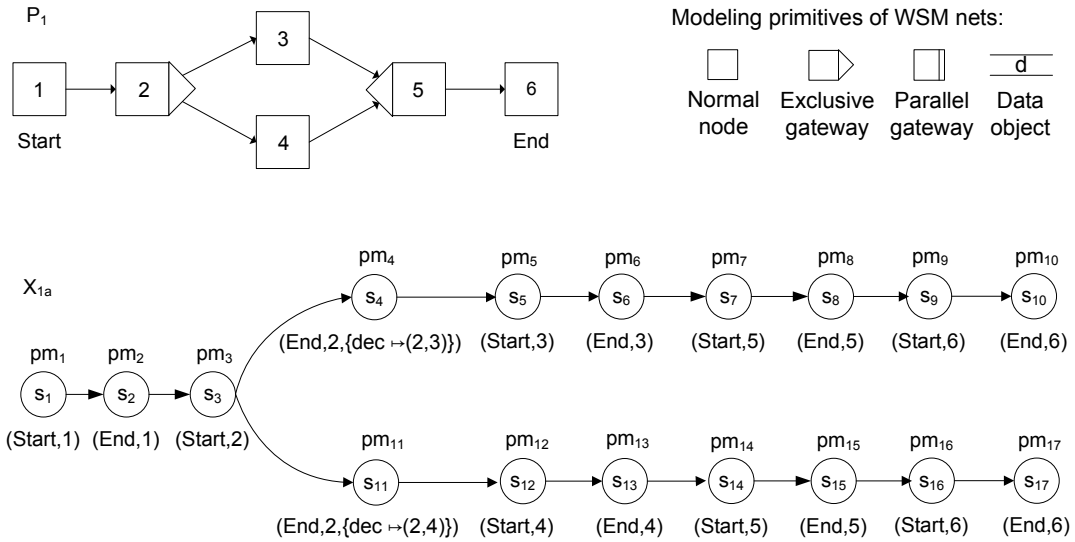 P₁
1
2
3
4
5
6
Start
End
Modeling primitives of WSM nets:
d
Normal node
Exclusive gateway
Parallel gateway
Data object
X₁ₐ
pm₄ pm₅ pm₆ pm₇ pm₈ pm₉ pm₁₀
s₄ s₅ s₆ s₇ s₈ s₉ s₁₀
(End,2,{dec ↦(2,3)}) (Start,3) (End,3) (Start,5) (End,5) (Start,6) (End,6)
pm₁ pm₂ pm₃
s₁ s₂ s₃
(Start,1) (End,1) (Start,2)
pm₁₁ pm₁₂ pm₁₃ pm₁₄ pm₁₅ pm₁₆ pm₁₇
s₁₁ s₁₂ s₁₃ s₁₄ s₁₅ s₁₆ s₁₇
(End,2,{dec ↦(2,4)}) (Start,4) (End,4) (Start,5) (End,5) (Start,6) (End,6)